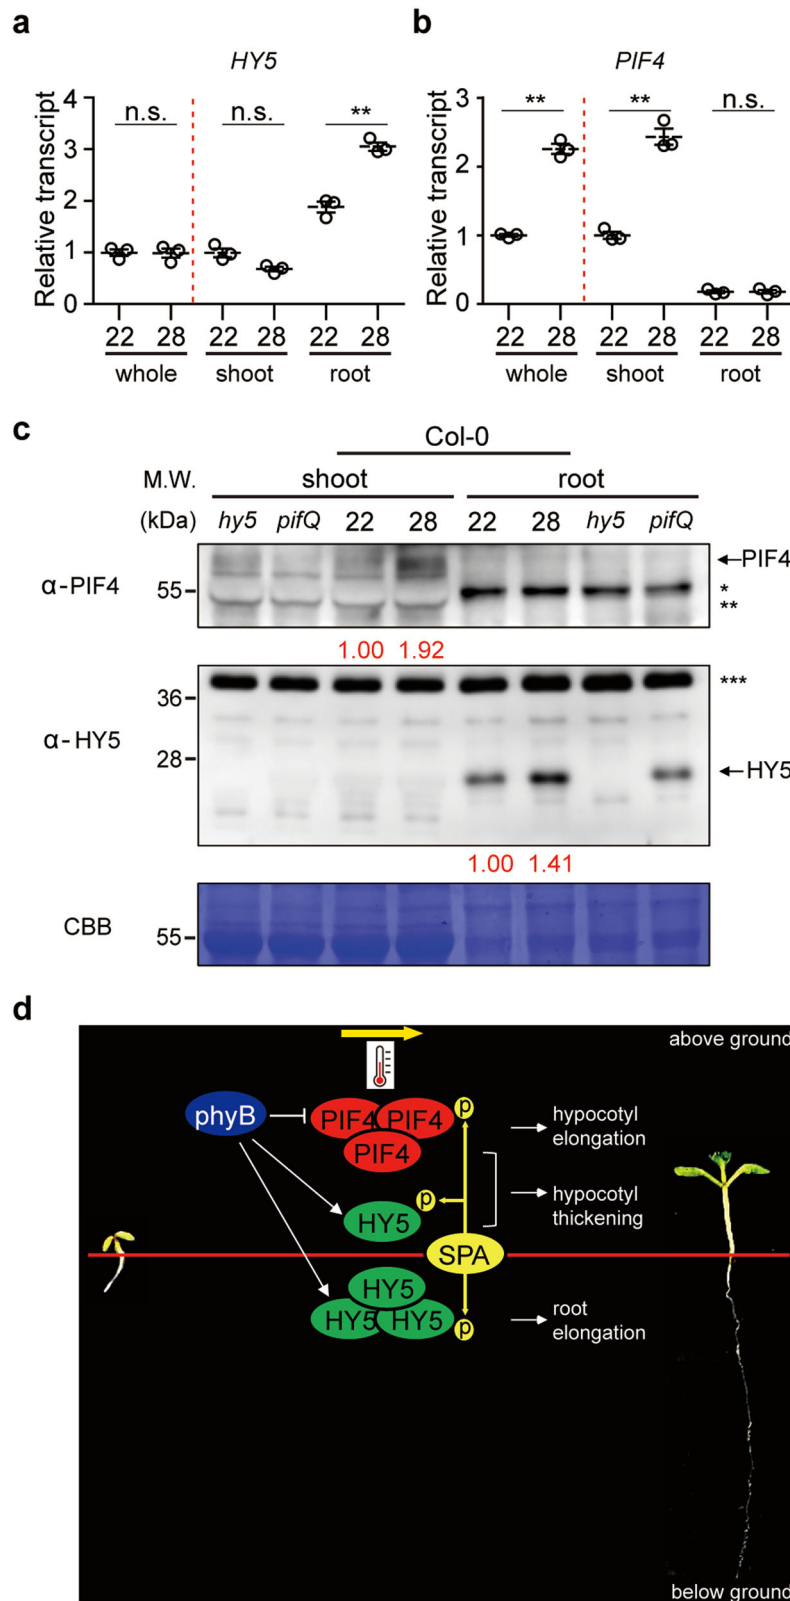 a
HY5
Relative transcript
4
3
2
1
0
n.s.
n.s.
**
22 28 22 28 22 28
whole shoot root
b
PIF4
Relative transcript
3
2
1
0
**
**
n.s.
22 28 22 28 22 28
whole shoot root
c
Col-0
M.W. shoot root
(kDa) hy5 pifQ 22 28 22 28 hy5 pifQ
α-PIF4 55 PIF4
*
**
1.00 1.92
36 ***
α-HY5 28 HY5
1.00 1.41
CBB 55
d
above ground
phyB PIF4 PIF4 p hypocotyl
elongation
PIF4
p hypocotyl
thickening
HY5
SPA
HY5
HY5 HY5 p root
elongation
below ground